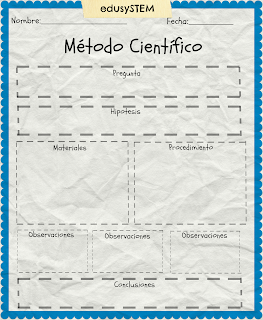 edusySTEM
Nombre: Fecha:
Método Científico
Pregunta
Hipótesis
Materiales Procedimiento
Observaciones Observaciones Observaciones
Conclusiones